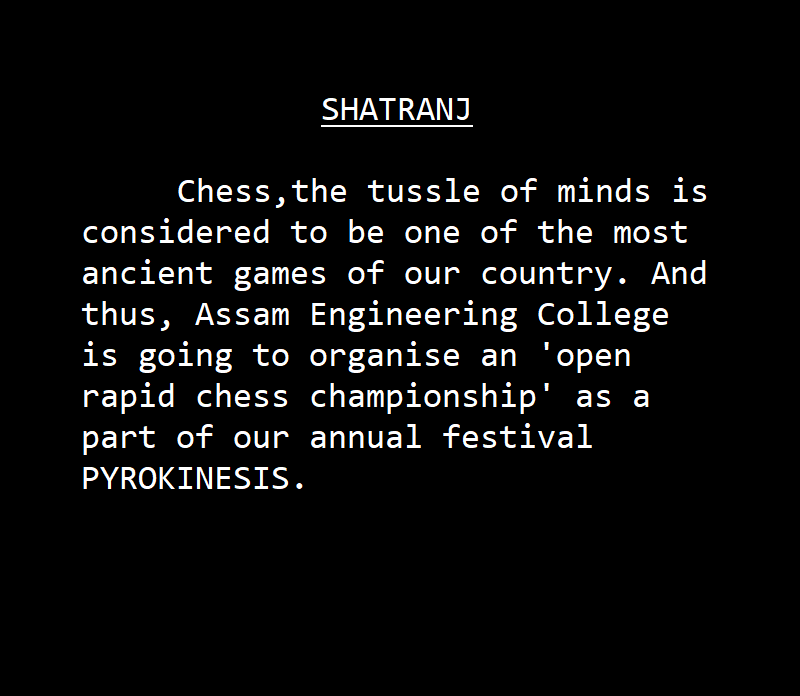 SHATRANJ
Chess,the tussle of minds is
considered to be one of the most
ancient games of our country. And
thus, Assam Engineering College
is going to organise an 'open
rapid chess championship' as a
part of our annual festival
PYROKINESIS.